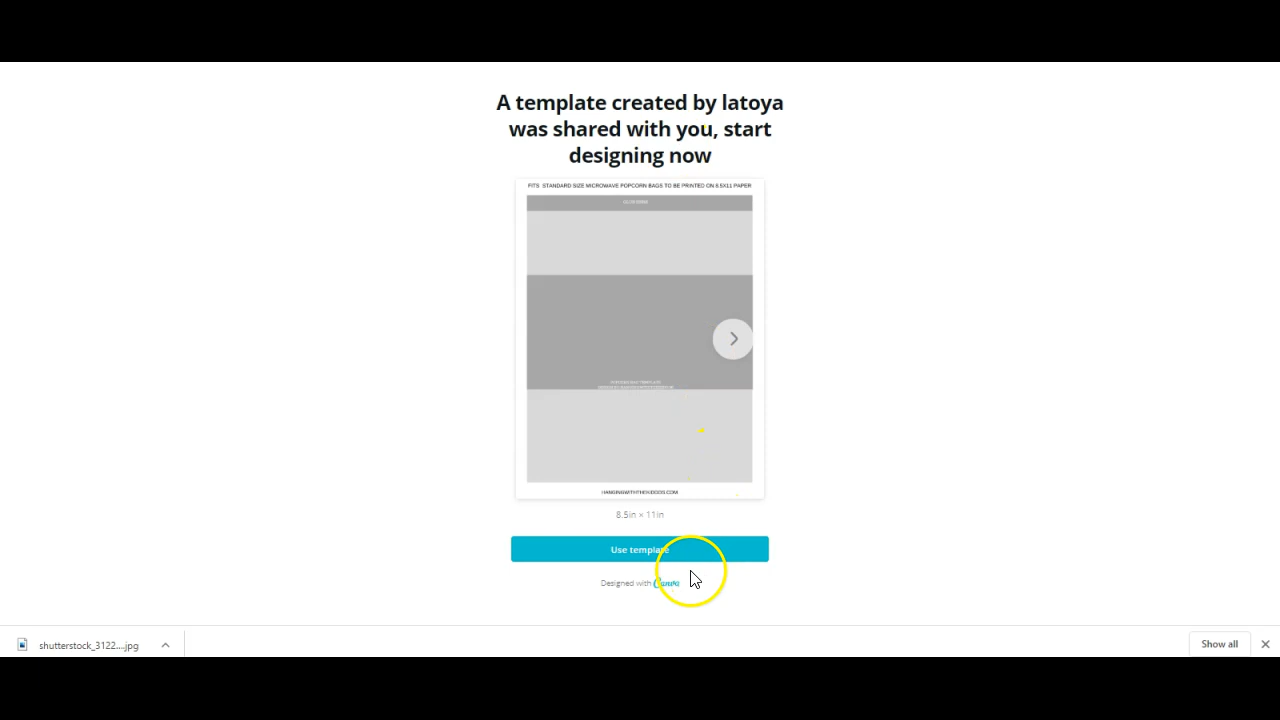 A template created by latoya
was shared with you, start
designing now
FITS STANDARD SIZE MICROWAVE POPCORN BAGS TO BE PRINTED ON 8.5X11 PAPER
HANGINGWITHTHEKIDDOS.COM
8.5in × 11in
Use template
Designed with Canva
shutterstock_3122....jpg
Show all